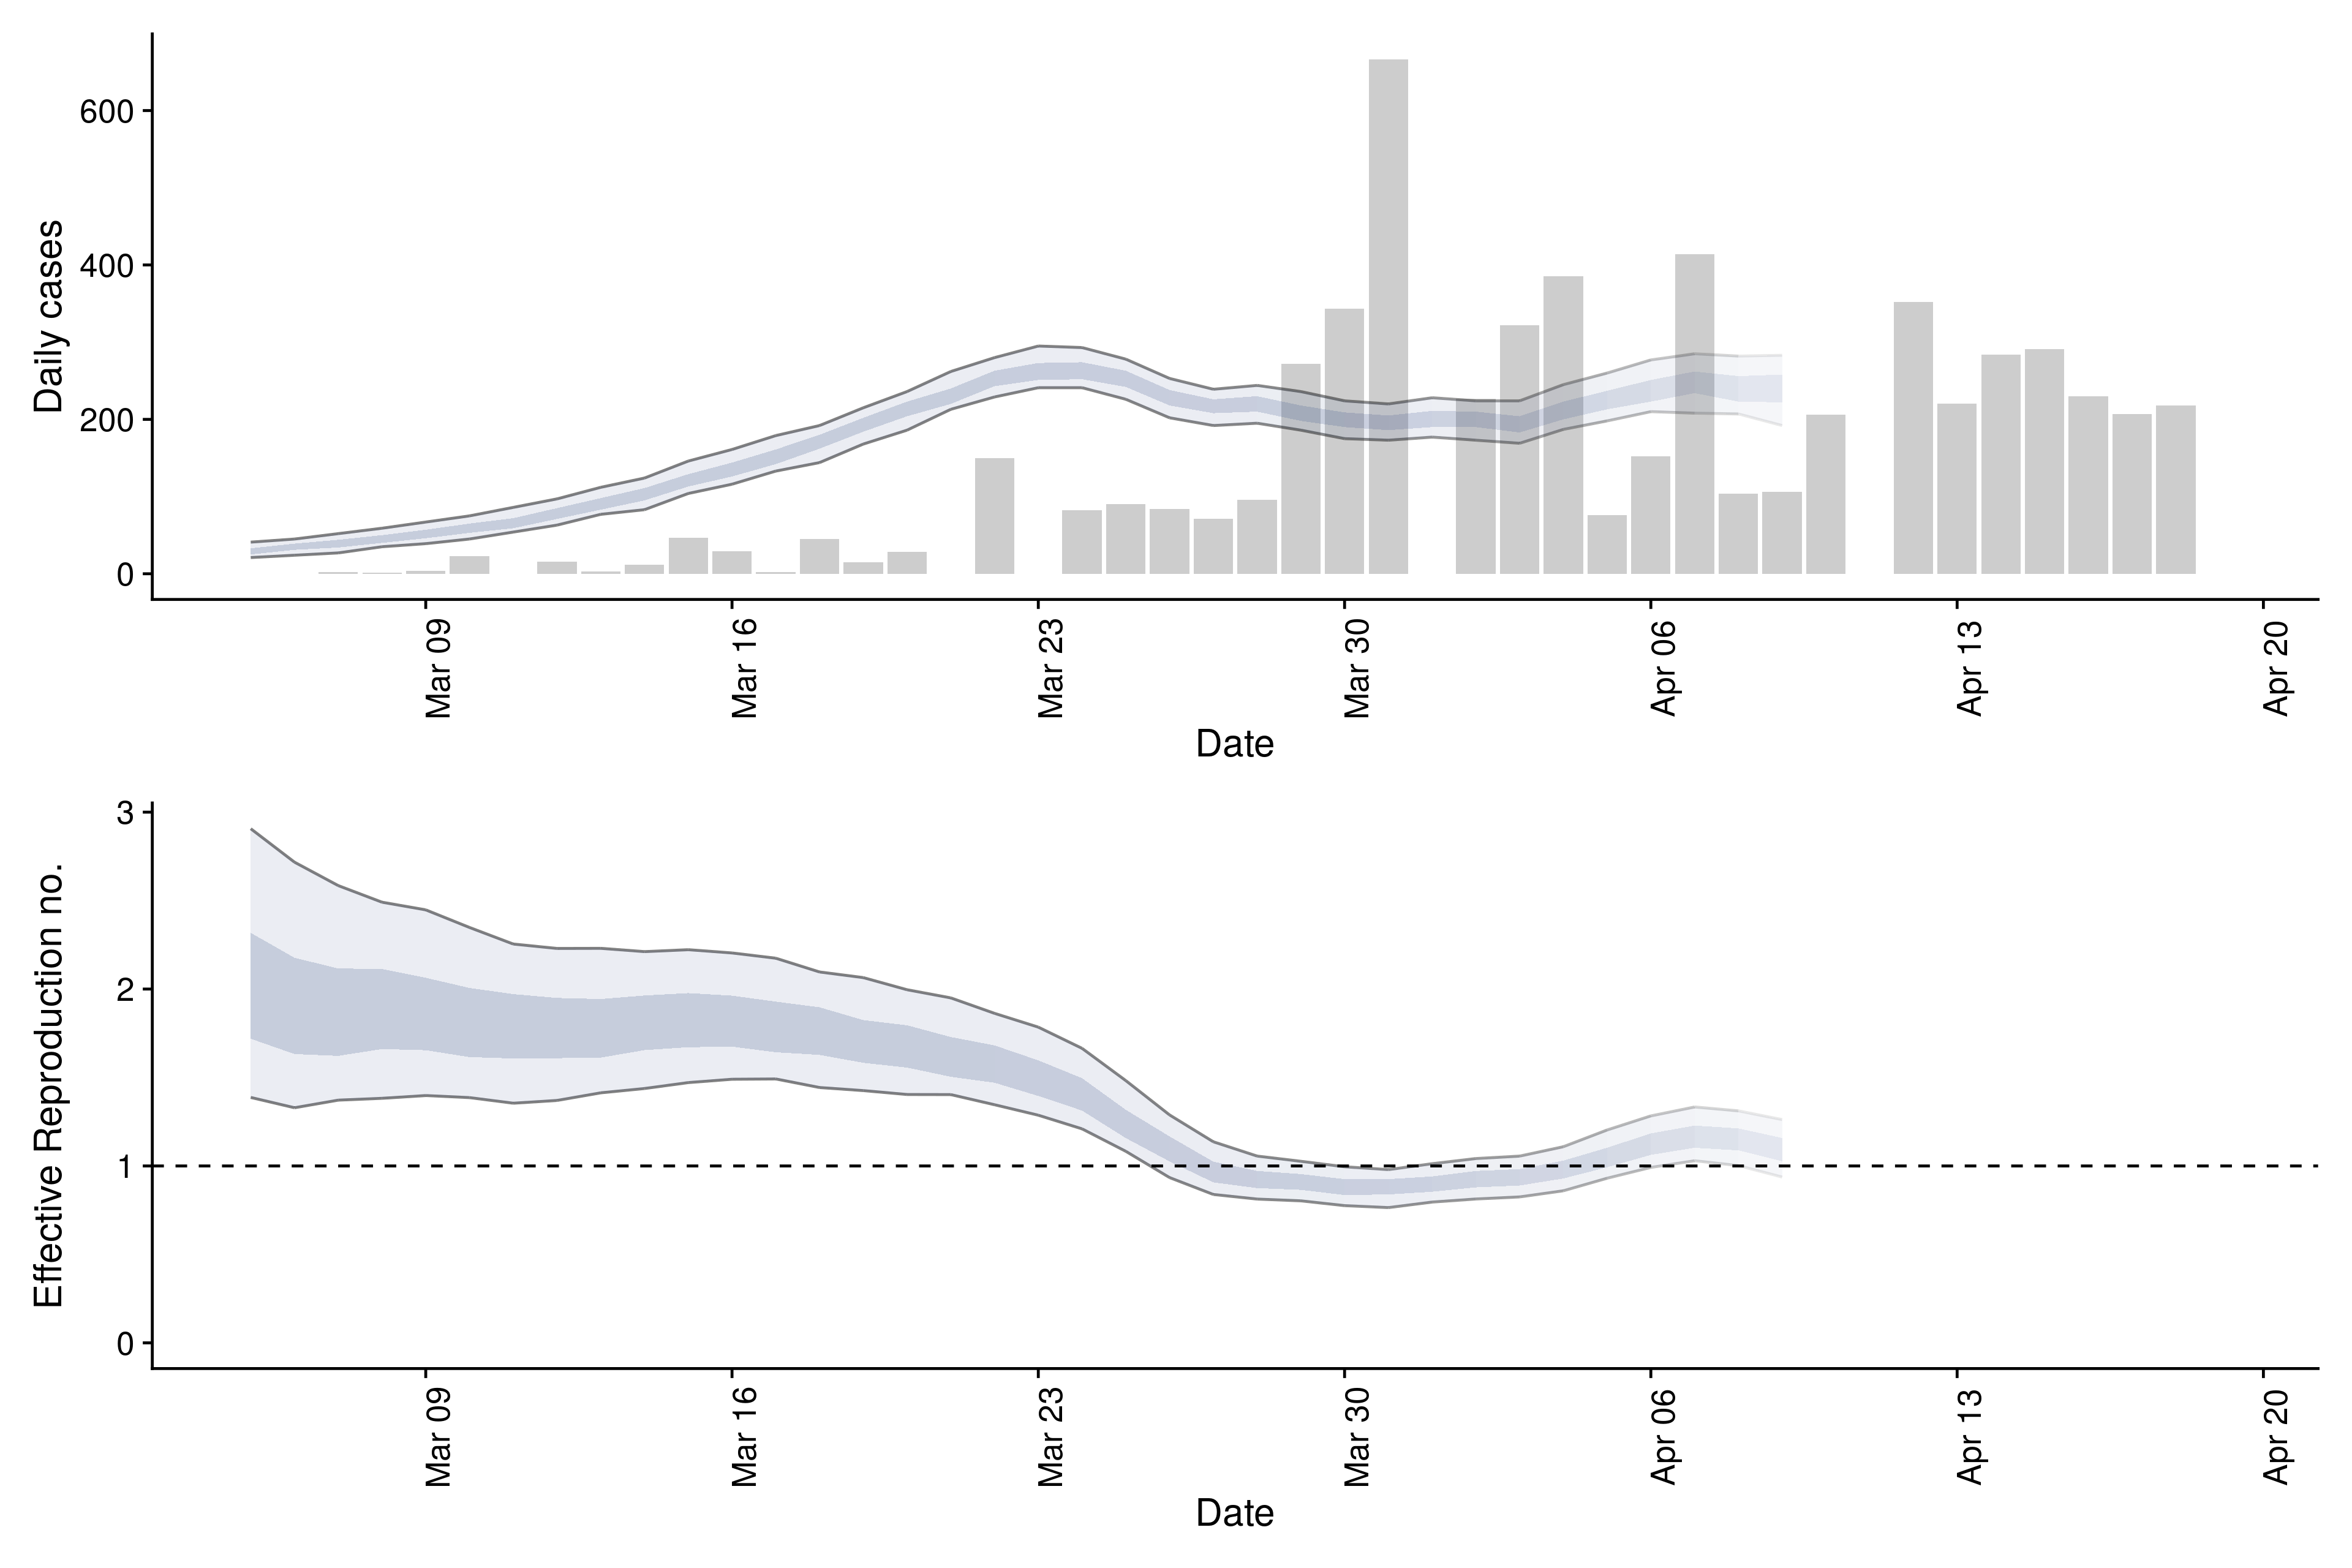 Daily cases
600
400
200
0
Mar 09
Mar 16
Mar 23
Mar 30
Apr 06
Apr 13
Apr 20
Date
Effective Reproduction no.
3
2
1
0
Mar 09
Mar 16
Mar 23
Mar 30
Apr 06
Apr 13
Apr 20
Date